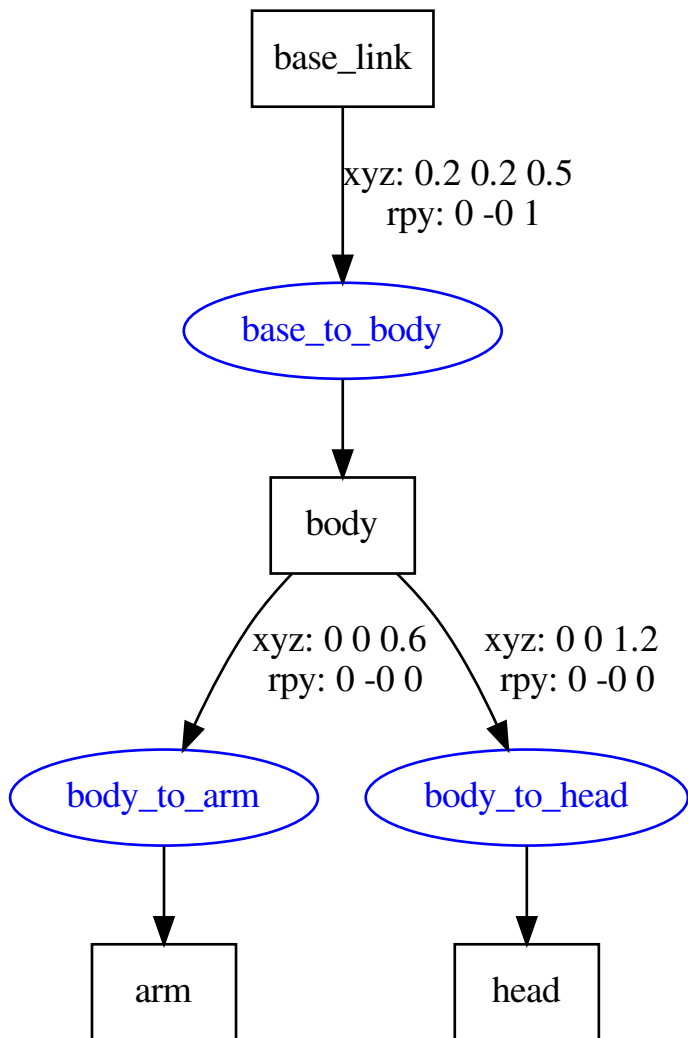 base_link
xyz: 0.2 0.2 0.5
rpy: 0 -0 1
base_to_body
body
xyz: 0 0 0.6
rpy: 0 -0 0
xyz: 0 0 1.2
rpy: 0 -0 0
body_to_arm
body_to_head
arm
head